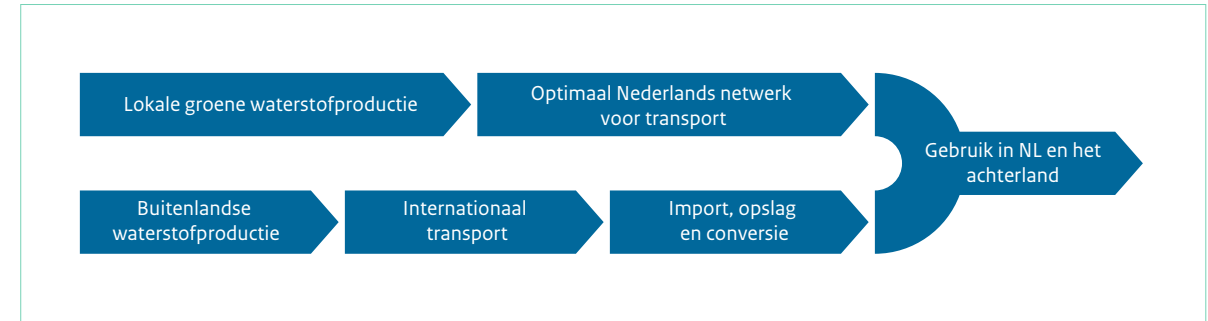 Lokale groene waterstofproductie
Optimaal Nederlands netwerk
voor transport
Gebruik in NL en het
achterland
Buitenlandse
waterstofproductie
Internationaal
transport
Import, opslag
en conversie